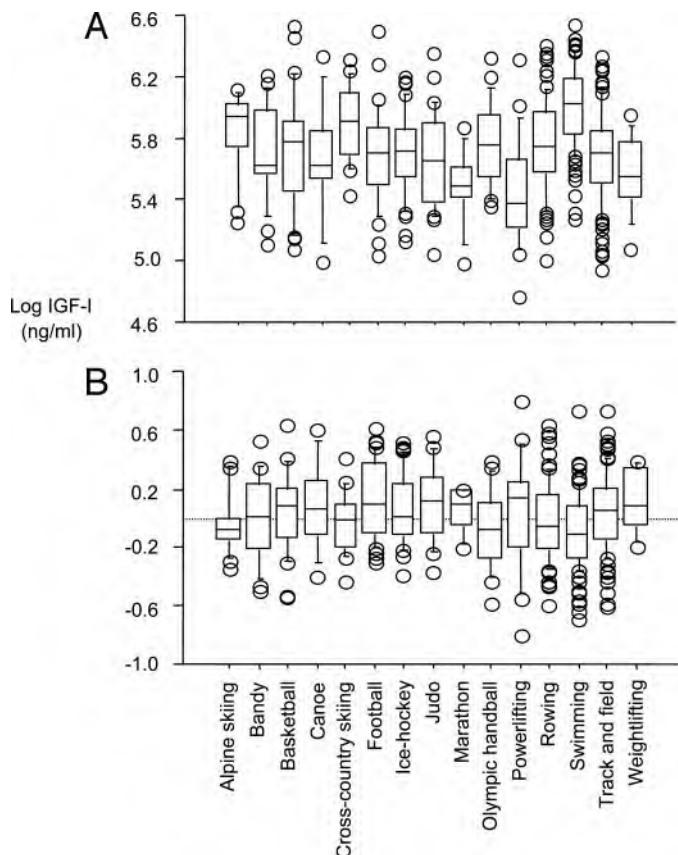 A
6.6
6.2
5.8
5.4
5.0
4.6
Log IGF-I
(ng/ml)
B
1.0
0.6
0.2
-0.2
-0.6
-1.0
Alpine skiing
Bandy
Basketball
Canoe
Cross-country skiing
Football
Ice-hockey
Judo
Marathon
Olympic handball
Powerlifting
Rowing
Swimming
Track and field
Weightlifting